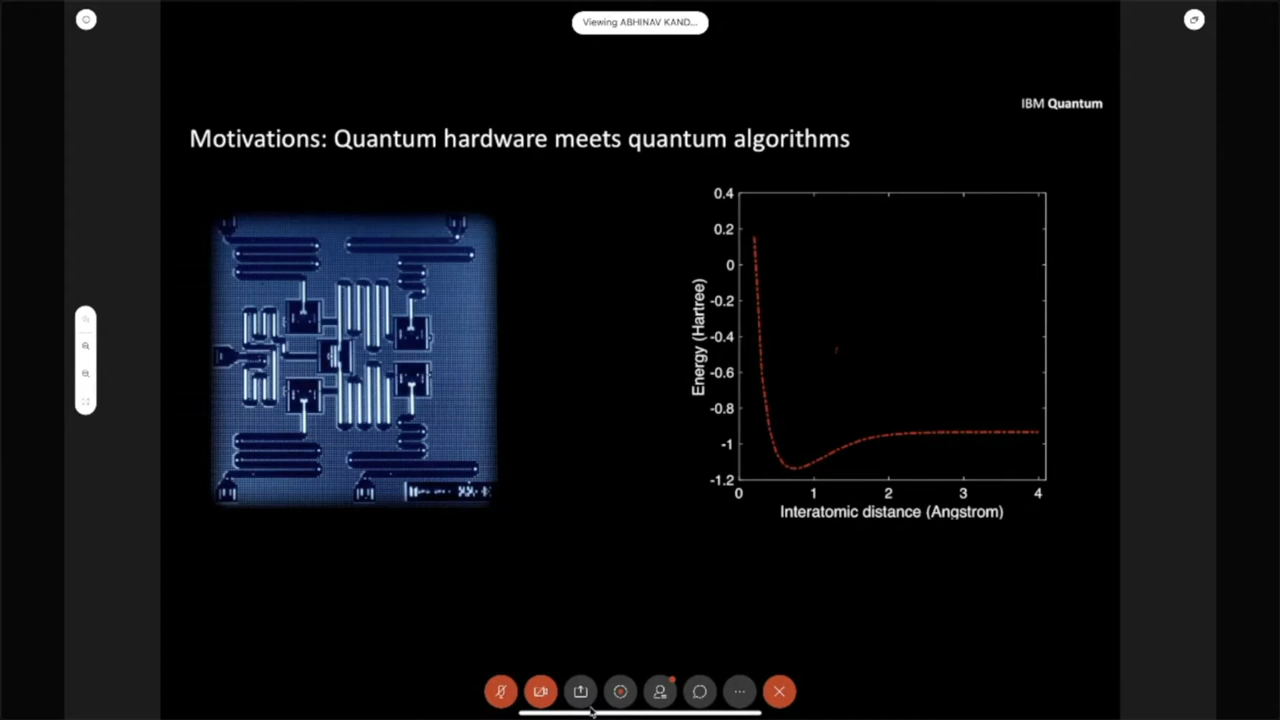 Viewing ABHINAV KAND...
IBM Quantum
Motivations: Quantum hardware meets quantum algorithms
0.4
0.2
0
-0.2
-0.4
-0.6
-0.8
-1
-1.2
Energy (Hartree)
0 1 2 3 4
Interatomic distance (Angstrom)